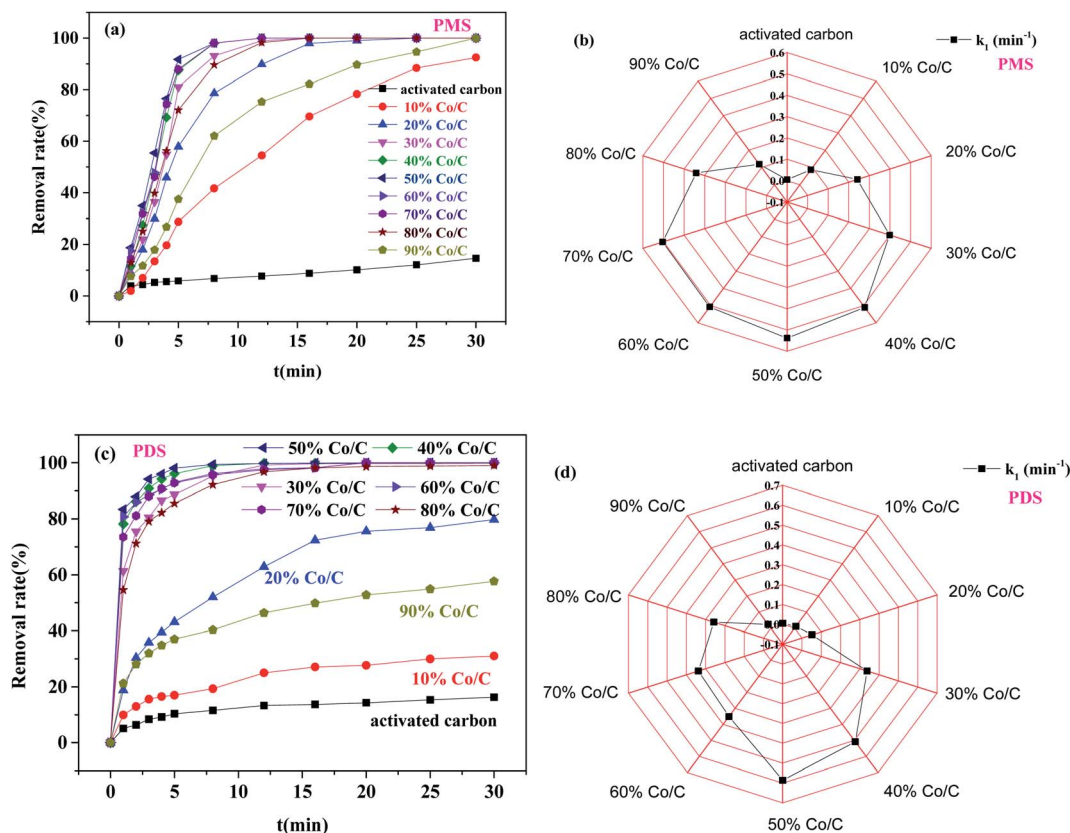 (a)
PMS
Removal rate(%)
100
80
60
40
20
0
activated carbon
10% Co/C
20% Co/C
30% Co/C
40% Co/C
50% Co/C
60% Co/C
70% Co/C
80% Co/C
90% Co/C
0 5 10 15 20 25 30
t(min)
(b)
k₁ (min⁻¹)
PMS
activated carbon
10% Co/C
20% Co/C
30% Co/C
40% Co/C
50% Co/C
60% Co/C
70% Co/C
80% Co/C
90% Co/C
0.6
0.5
0.4
0.3
0.2
0.1
0.0
-0.1
(c)
PDS
Removal rate(%)
100
80
60
40
20
0
50% Co/C 40% Co/C
30% Co/C 60% Co/C
70% Co/C 80% Co/C
20% Co/C
90% Co/C
10% Co/C
activated carbon
0 5 10 15 20 25 30
t(min)
(d)
k₁ (min⁻¹)
PDS
activated carbon
10% Co/C
20% Co/C
30% Co/C
40% Co/C
50% Co/C
60% Co/C
70% Co/C
80% Co/C
90% Co/C
0.7
0.6
0.5
0.4
0.3
0.2
0.1
0.0
-0.1